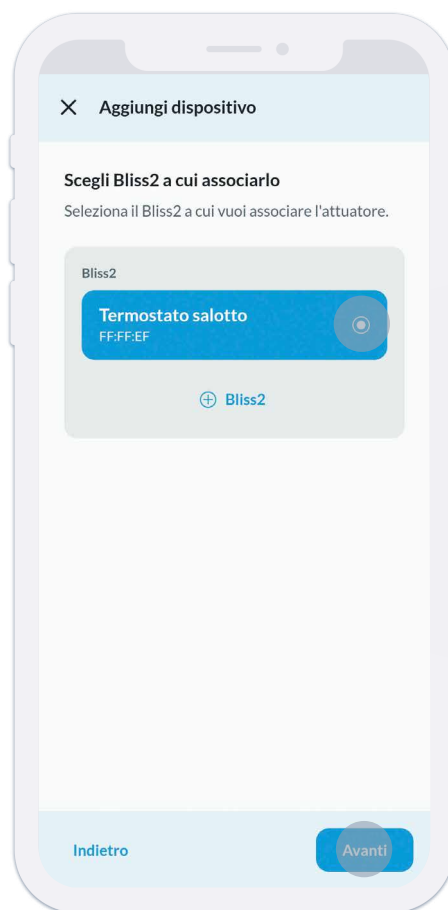 Aggiungi dispositivo
Scegli Bliss2 a cui associarlo
Seleziona il Bliss2 a cui vuoi associare l'attuatore.
Bliss2
Termostato salotto
FF:FF:EF
Bliss2
Indietro
Avanti